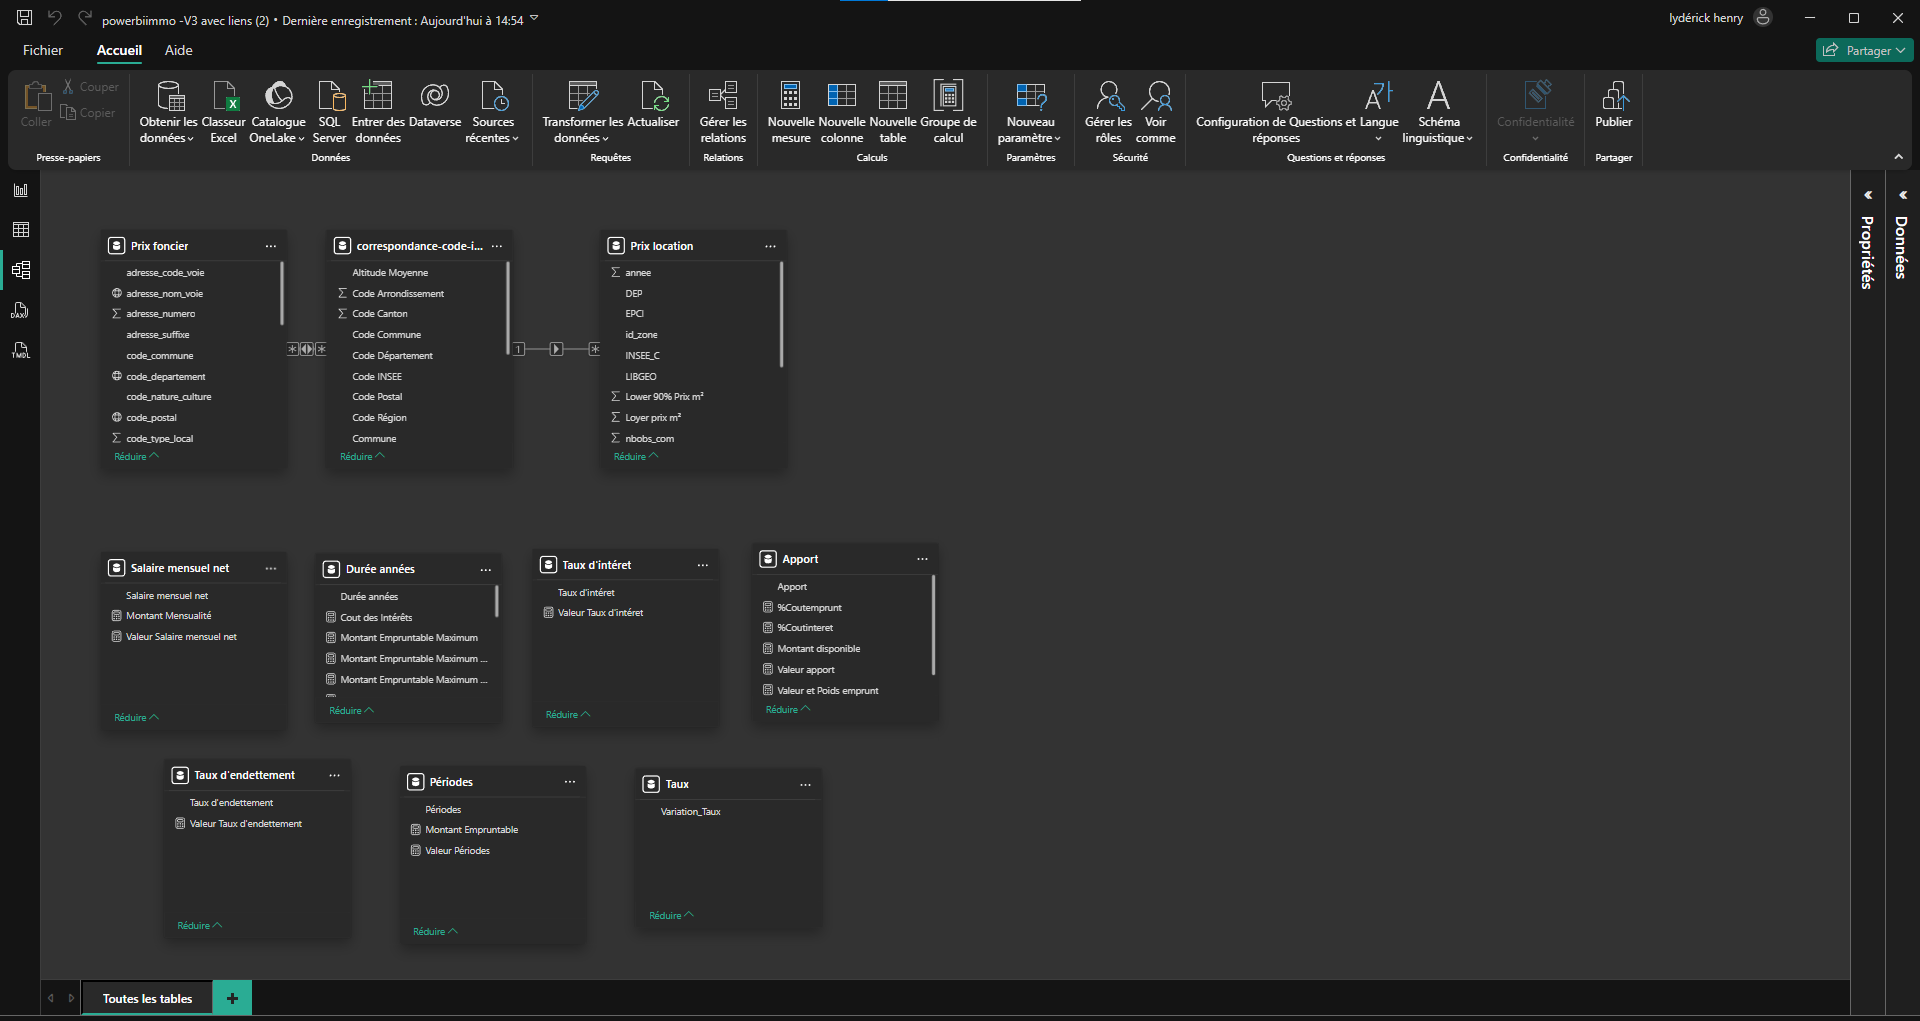 powerbiimmo -V3 avec liens (2) • Dernière enregistrement : Aujourd'hui à 14:54
lydérick henry
Fichier
Accueil
Aide
Partager
Coller
Couper
Copier
Presse-papiers
Obtenir les données
Classeur Excel
Catalogue OneLake
SQL Server
Entrer des données
Dataverse
Sources récentes
Données
Transformer les données
Actualiser
Requêtes
Gérer les relations
Relations
Nouvelle mesure
Nouvelle colonne
Nouvelle table
Groupe de calcul
Calculs
Nouveau paramètre
Paramètres
Gérer les rôles
Voir comme
Sécurité
Configuration de Questions et réponses
Langue
Schéma linguistique
Questions et réponses
Confidentialité
Confidentialité
Publier
Partager
DAX
TMDL
Prix foncier
adresse_code_voie
adresse_nom_voie
adresse_numero
adresse_suffixe
code_commune
code_departement
code_nature_culture
code_postal
code_type_local
Réduire
correspondance-code-i...
Altitude Moyenne
Code Arrondissement
Code Canton
Code Commune
Code Département
Code INSEE
Code Postal
Code Région
Commune
Réduire
1
Prix location
annee
DEP
EPCI
id_zone
INSEE_C
LIBGEO
Lower 90% Prix m²
Loyer prix m²
nbobs_com
Réduire
Salaire mensuel net
Salaire mensuel net
Montant Mensualité
Valeur Salaire mensuel net
Réduire
Durée années
Durée années
Cout des Intérêts
Montant Empruntable Maximum
Montant Empruntable Maximum ...
Montant Empruntable Maximum ...
Réduire
Taux d'intéret
Taux d'intéret
Valeur Taux d'intéret
Réduire
Apport
Apport
%Coutemprunt
%Coutinteret
Montant disponible
Valeur apport
Valeur et Poids emprunt
Réduire
Taux d'endettement
Taux d'endettement
Valeur Taux d'endettement
Réduire
Périodes
Périodes
Montant Empruntable
Valeur Périodes
Réduire
Taux
Variation_Taux
Réduire
Propriétés
Données
Toutes les tables